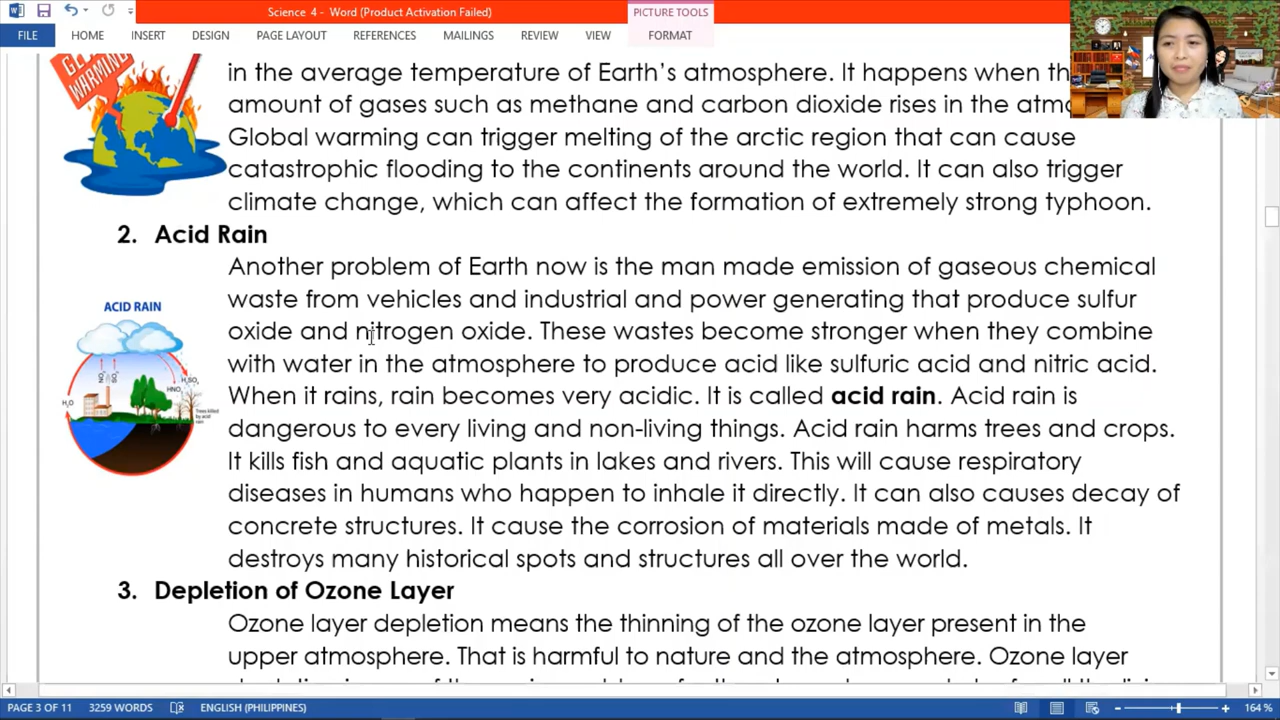 Science 4 - Word (Product Activation Failed)
PICTURE TOOLS
FILE HOME INSERT DESIGN PAGE LAYOUT REFERENCES MAILINGS REVIEW VIEW FORMAT
WARMING
in the average temperature of Earth's atmosphere. It happens when th
amount of gases such as methane and carbon dioxide rises in the atmo
Global warming can trigger melting of the arctic region that can cause
catastrophic flooding to the continents around the world. It can also trigger
climate change, which can affect the formation of extremely strong typhoon.
2. Acid Rain
Another problem of Earth now is the man made emission of gaseous chemical
waste from vehicles and industrial and power generating that produce sulfur
oxide and nitrogen oxide. These wastes become stronger when they combine
with water in the atmosphere to produce acid like sulfuric acid and nitric acid.
When it rains, rain becomes very acidic. It is called acid rain. Acid rain is
dangerous to every living and non-living things. Acid rain harms trees and crops.
It kills fish and aquatic plants in lakes and rivers. This will cause respiratory
diseases in humans who happen to inhale it directly. It can also causes decay of
concrete structures. It cause the corrosion of materials made of metals. It
destroys many historical spots and structures all over the world.
ACID RAIN
H₂SO₄
HNO₃
H₂O
Trees killed
by acid
rain
3. Depletion of Ozone Layer
Ozone layer depletion means the thinning of the ozone layer present in the
upper atmosphere. That is harmful to nature and the atmosphere. Ozone layer
PAGE 3 OF 11 3259 WORDS ENGLISH (PHILIPPINES) 164 %